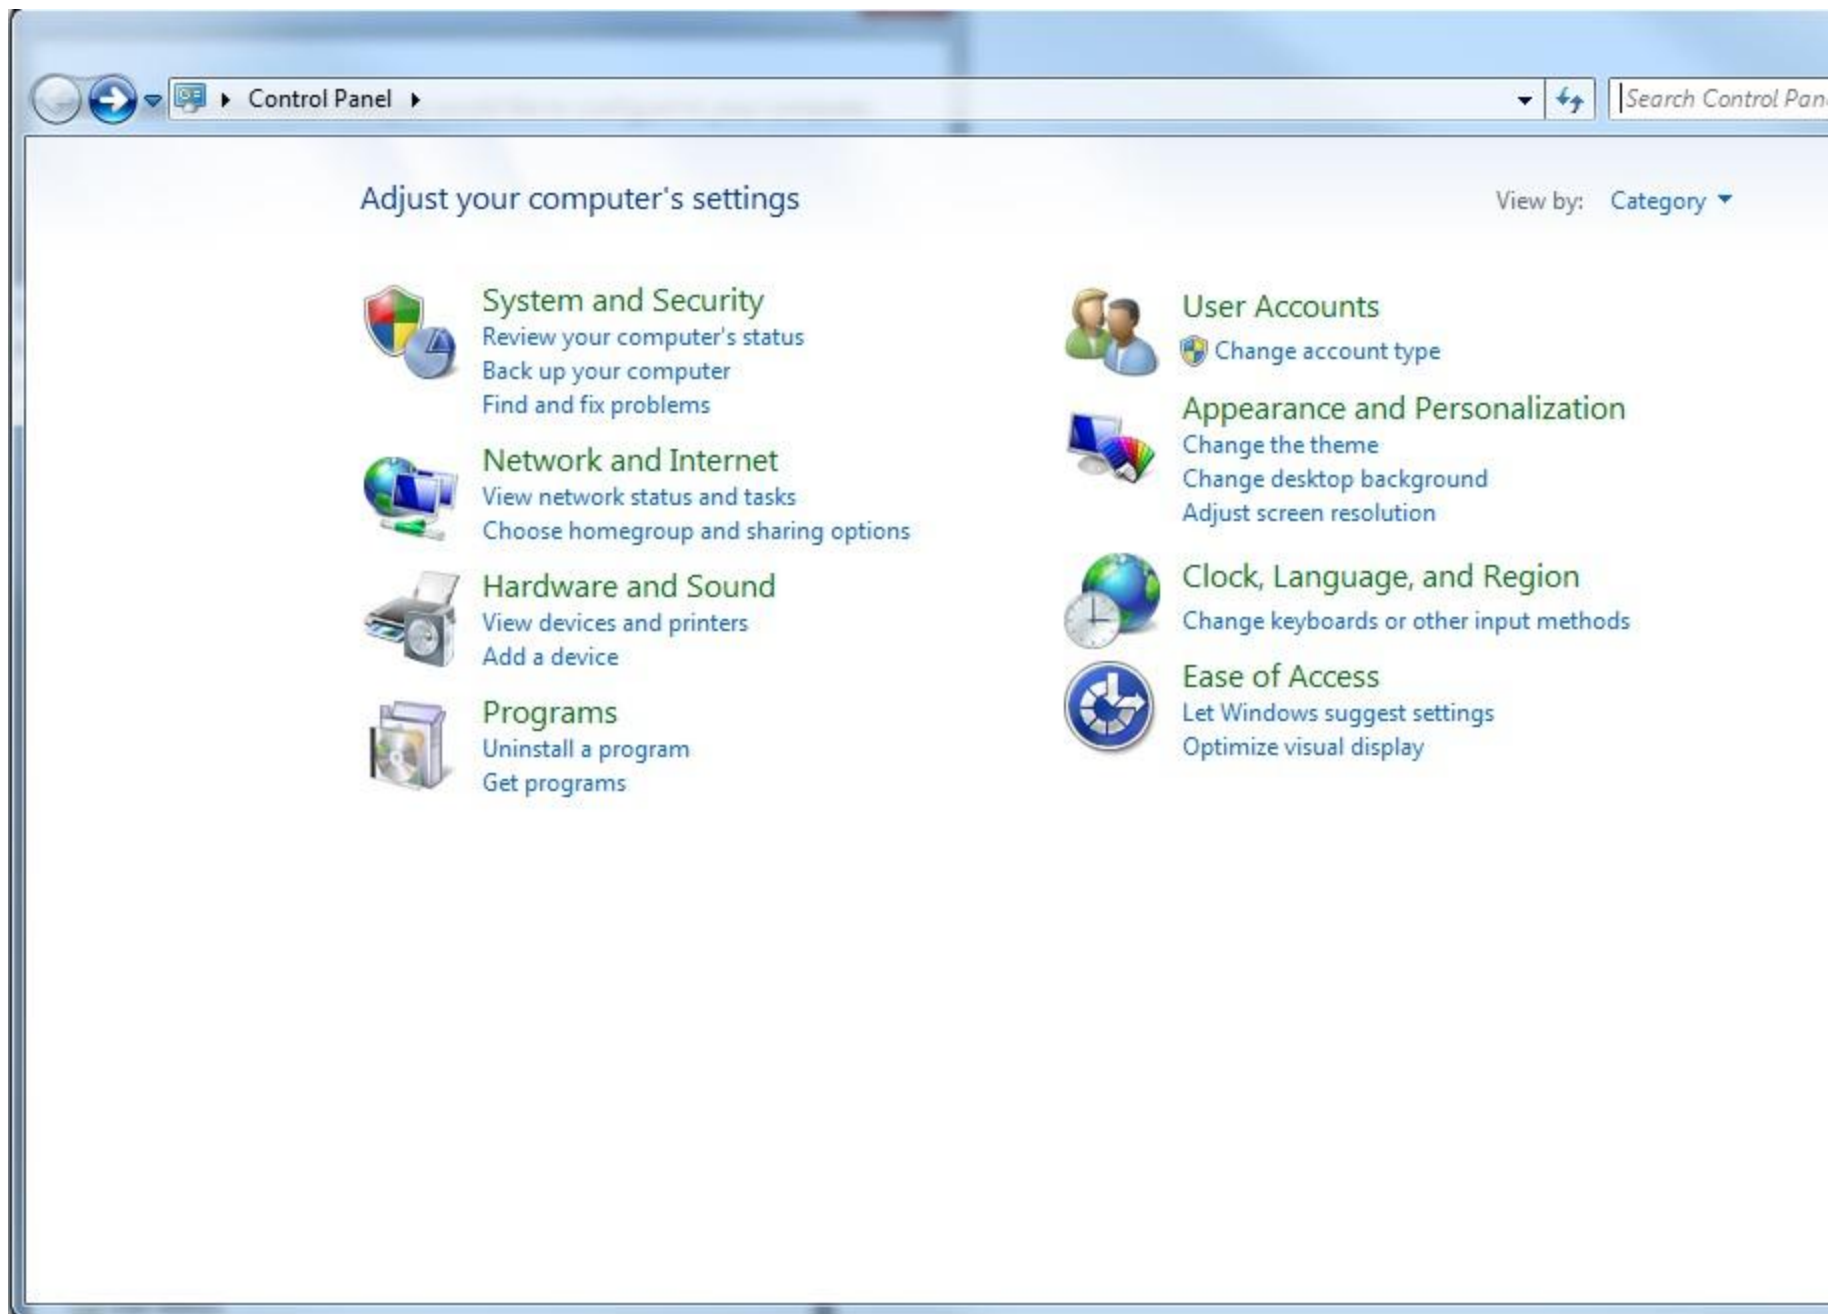 Control Panel
Search Control Pan
Adjust your computer's settings
View by: Category
System and Security
Review your computer's status
Back up your computer
Find and fix problems
Network and Internet
View network status and tasks
Choose homegroup and sharing options
Hardware and Sound
View devices and printers
Add a device
Programs
Uninstall a program
Get programs
User Accounts
Change account type
Appearance and Personalization
Change the theme
Change desktop background
Adjust screen resolution
Clock, Language, and Region
Change keyboards or other input methods
Ease of Access
Let Windows suggest settings
Optimize visual display